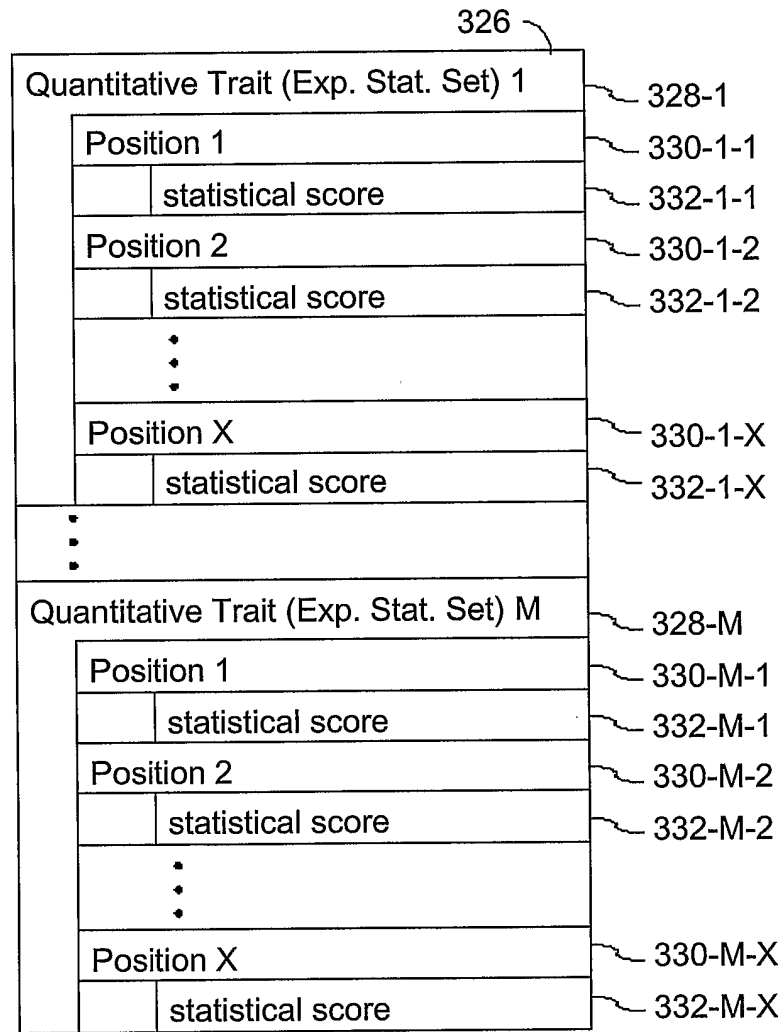 326
Quantitative Trait (Exp. Stat. Set) 1 328-1
Position 1 330-1-1
statistical score 332-1-1
Position 2 330-1-2
statistical score 332-1-2
Position X 330-1-X
statistical score 332-1-X
Quantitative Trait (Exp. Stat. Set) M 328-M
Position 1 330-M-1
statistical score 332-M-1
Position 2 330-M-2
statistical score 332-M-2
Position X 330-M-X
statistical score 332-M-X